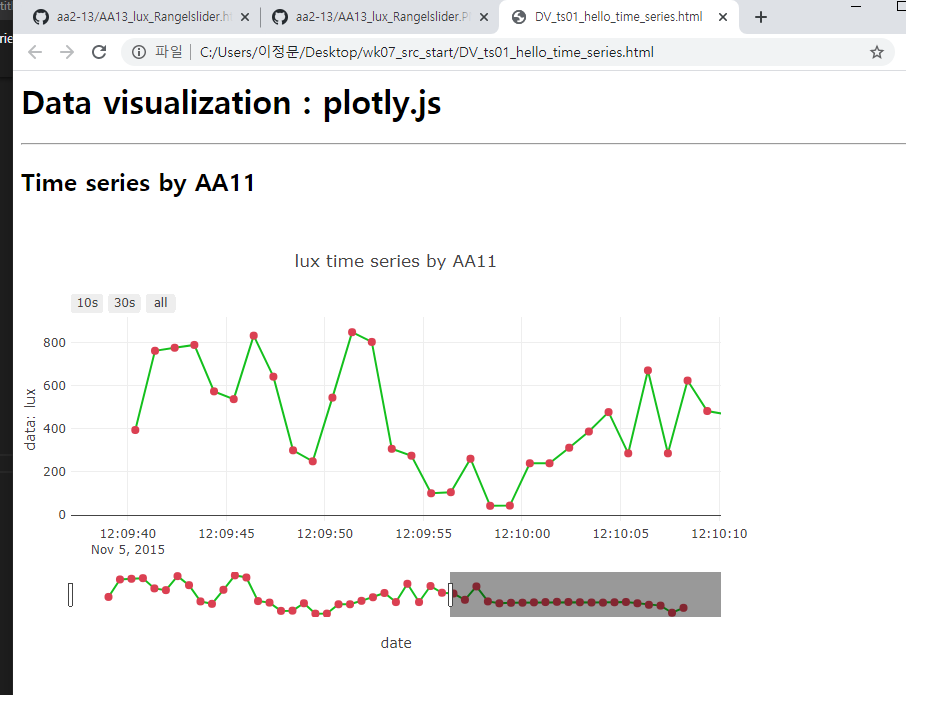 aa2-13/AA13_lux_Rangelslider.h
aa2-13/AA13_lux_Rangelslider.P
DV_ts01_hello_time_series.html
파일
C:/Users/이정문/Desktop/wk07_src_start/DV_ts01_hello_time_series.html
Data visualization : plotly.js
Time series by AA11
lux time series by AA11
10s 30s all
800
600
400
200
0
data: lux
12:09:40 12:09:45 12:09:50 12:09:55 12:10:00 12:10:05 12:10:10
Nov 5, 2015
date